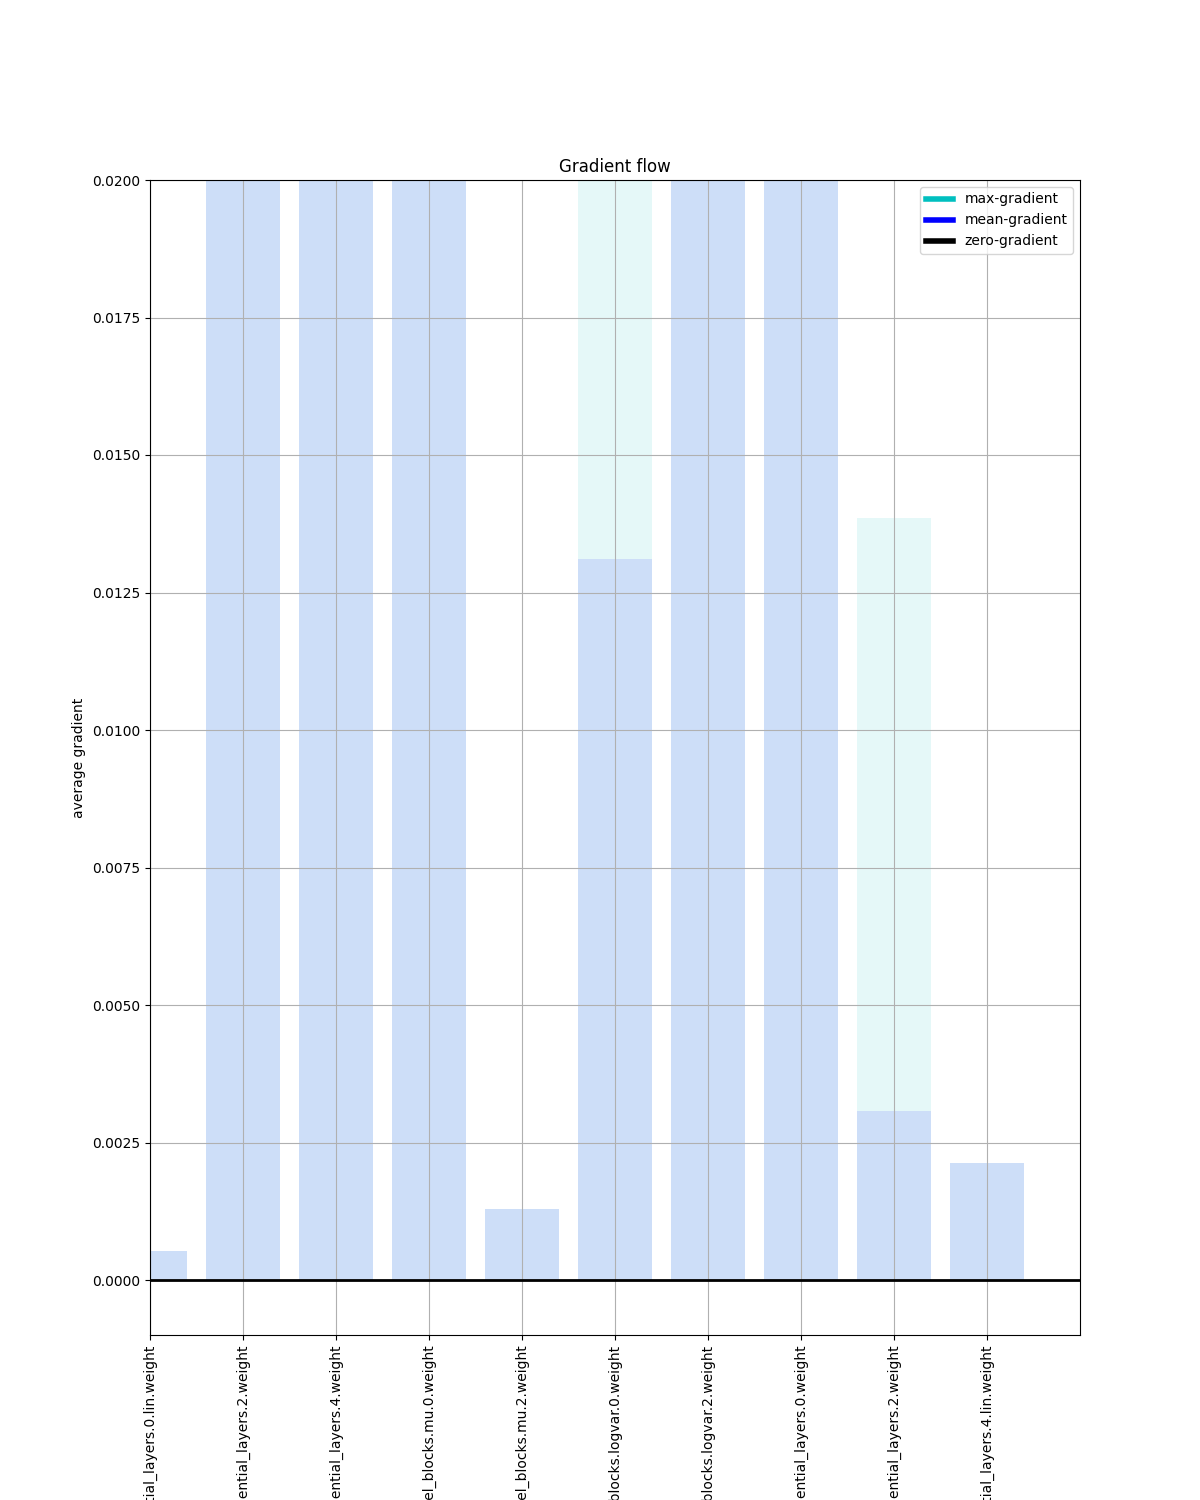 Gradient flow
max-gradient
mean-gradient
zero-gradient
0.0200
0.0175
0.0150
0.0125
0.0100
0.0075
0.0050
0.0025
0.0000
average gradient
tial_layers.0.lin.weight
ential_layers.2.weight
ential_layers.4.weight
el_blocks.mu.0.weight
el_blocks.mu.2.weight
blocks.logvar.0.weight
blocks.logvar.2.weight
ential_layers.0.weight
ential_layers.2.weight
tial_layers.4.lin.weight